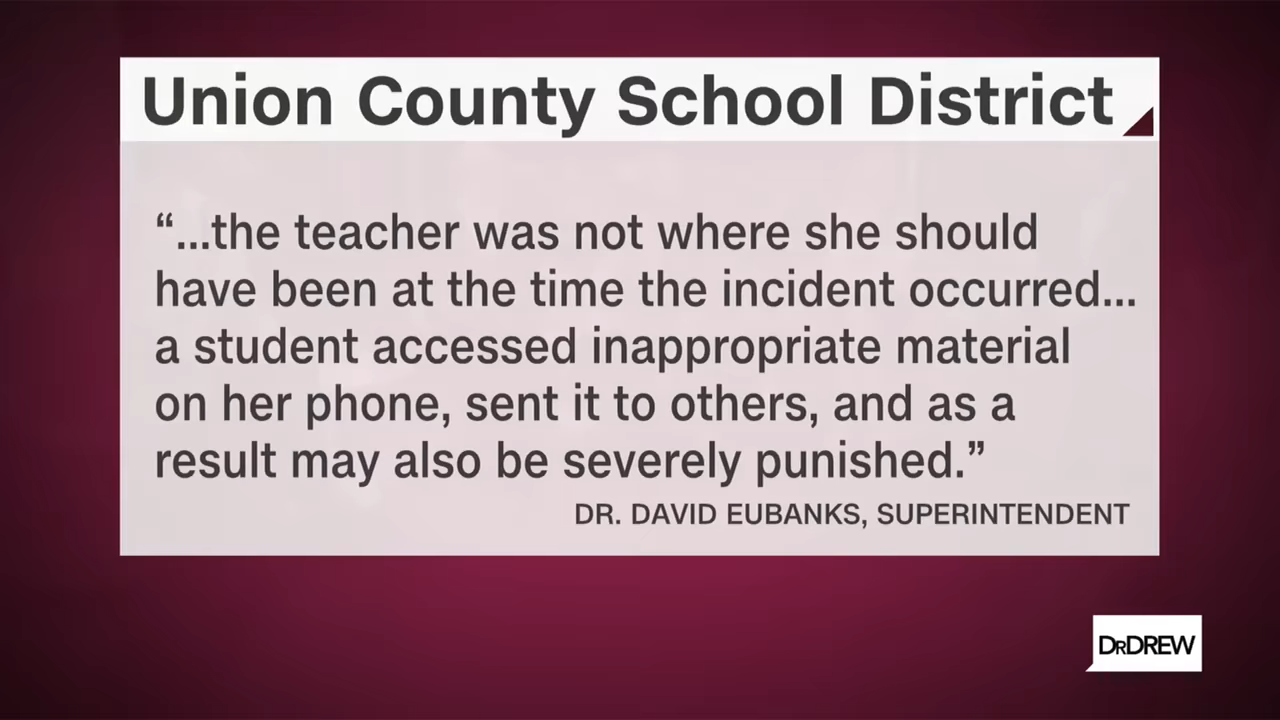 Union County School District
“...the teacher was not where she should
have been at the time the incident occurred...
a student accessed inappropriate material
on her phone, sent it to others, and as a
result may also be severely punished.”
DR. DAVID EUBANKS, SUPERINTENDENT
DRDREW